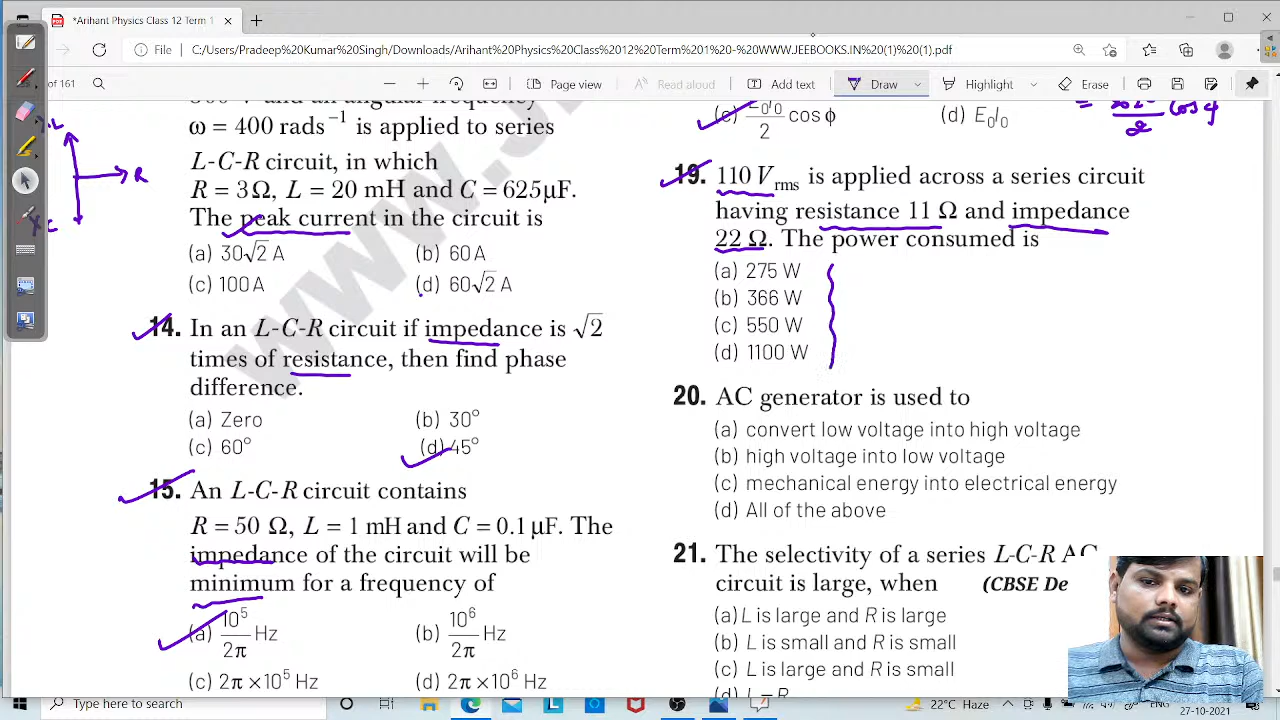 *Arihant Physics Class 12 Term 1
File
C:/Users/Pradeep%20Kumar%20Singh/Downloads/Arihant%20Physics%20Class%2012%20Term%201%20-%20WWW.JEEBOOKS.IN%20(1)%20(1).pdf
of 161
Page view
Read aloud
Add text
Draw
Highlight
Erase
R
ω = 400 rads⁻¹ is applied to series
L-C-R circuit, in which
R = 3 Ω, L = 20 mH and C = 625 μF.
The peak current in the circuit is
(a) 30√2 A (b) 60 A
(c) 100 A (d) 60√2 A
14. In an L-C-R circuit if impedance is √2
times of resistance, then find phase
difference.
(a) Zero (b) 30°
(c) 60° (d) 45°
15. An L-C-R circuit contains
R = 50 Ω, L = 1 mH and C = 0.1 μF. The
impedance of the circuit will be
minimum for a frequency of
(a) 10⁵/2π Hz (b) 10⁶/2π Hz
(c) 2π × 10⁵ Hz (d) 2π × 10⁶ Hz
(c) E₀I₀/2 cos ϕ (d) E₀I₀
cos φ
19. 110 Vrms is applied across a series circuit
having resistance 11 Ω and impedance
22 Ω. The power consumed is
(a) 275 W
(b) 366 W
(c) 550 W
(d) 1100 W
20. AC generator is used to
(a) convert low voltage into high voltage
(b) high voltage into low voltage
(c) mechanical energy into electrical energy
(d) All of the above
21. The selectivity of a series L-C-R AC
circuit is large, when (CBSE De
(a) L is large and R is large
(b) L is small and R is small
(c) L is large and R is small
(d) L = R
Type here to search
22°C Haze
27-10-2021